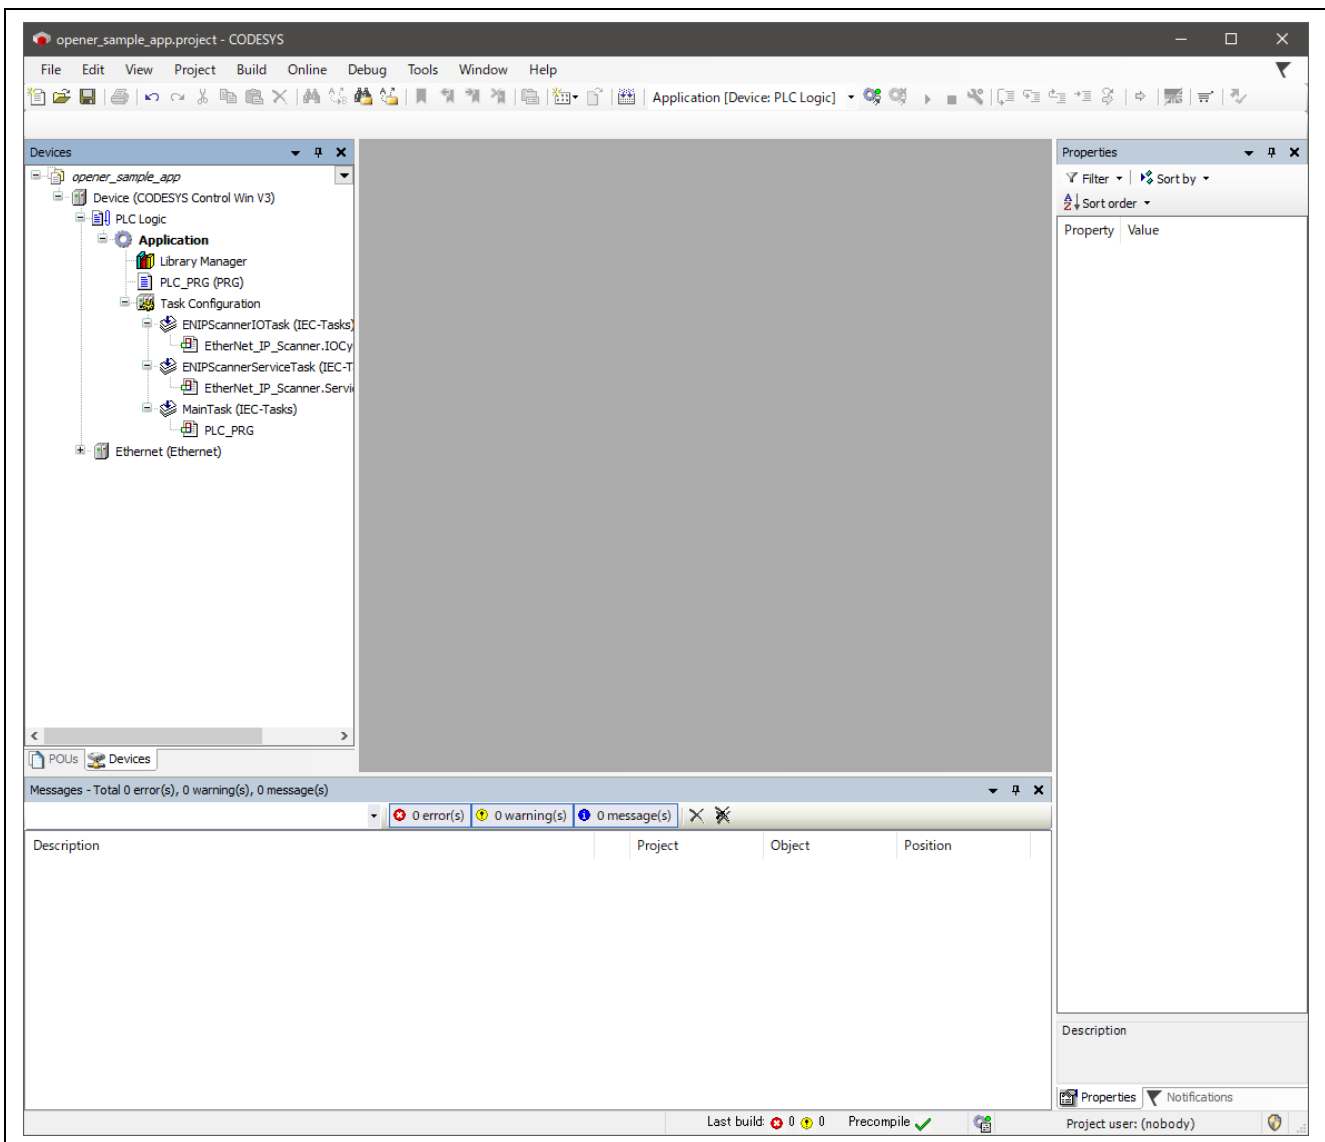 opener_sample_app.project - CODESYS
File Edit View Project Build Online Debug Tools Window Help
Application [Device: PLC Logic]
Devices
opener_sample_app
Device (CODESYS Control Win V3)
PLC Logic
Application
Library Manager
PLC_PRG (PRG)
Task Configuration
ENIPScannerIOTask (IEC-Tasks)
EtherNet_IP_Scanner.IOCy
ENIPScannerServiceTask (IEC-T
EtherNet_IP_Scanner.Servi
MainTask (IEC-Tasks)
PLC_PRG
Ethernet (Ethernet)
POUs Devices
Properties
Filter Sort by
Sort order
Property Value
Messages - Total 0 error(s), 0 warning(s), 0 message(s)
0 error(s) 0 warning(s) 0 message(s)
Description Project Object Position
Description
Properties Notifications
Last build: 0 0 Precompile
Project user: (nobody)